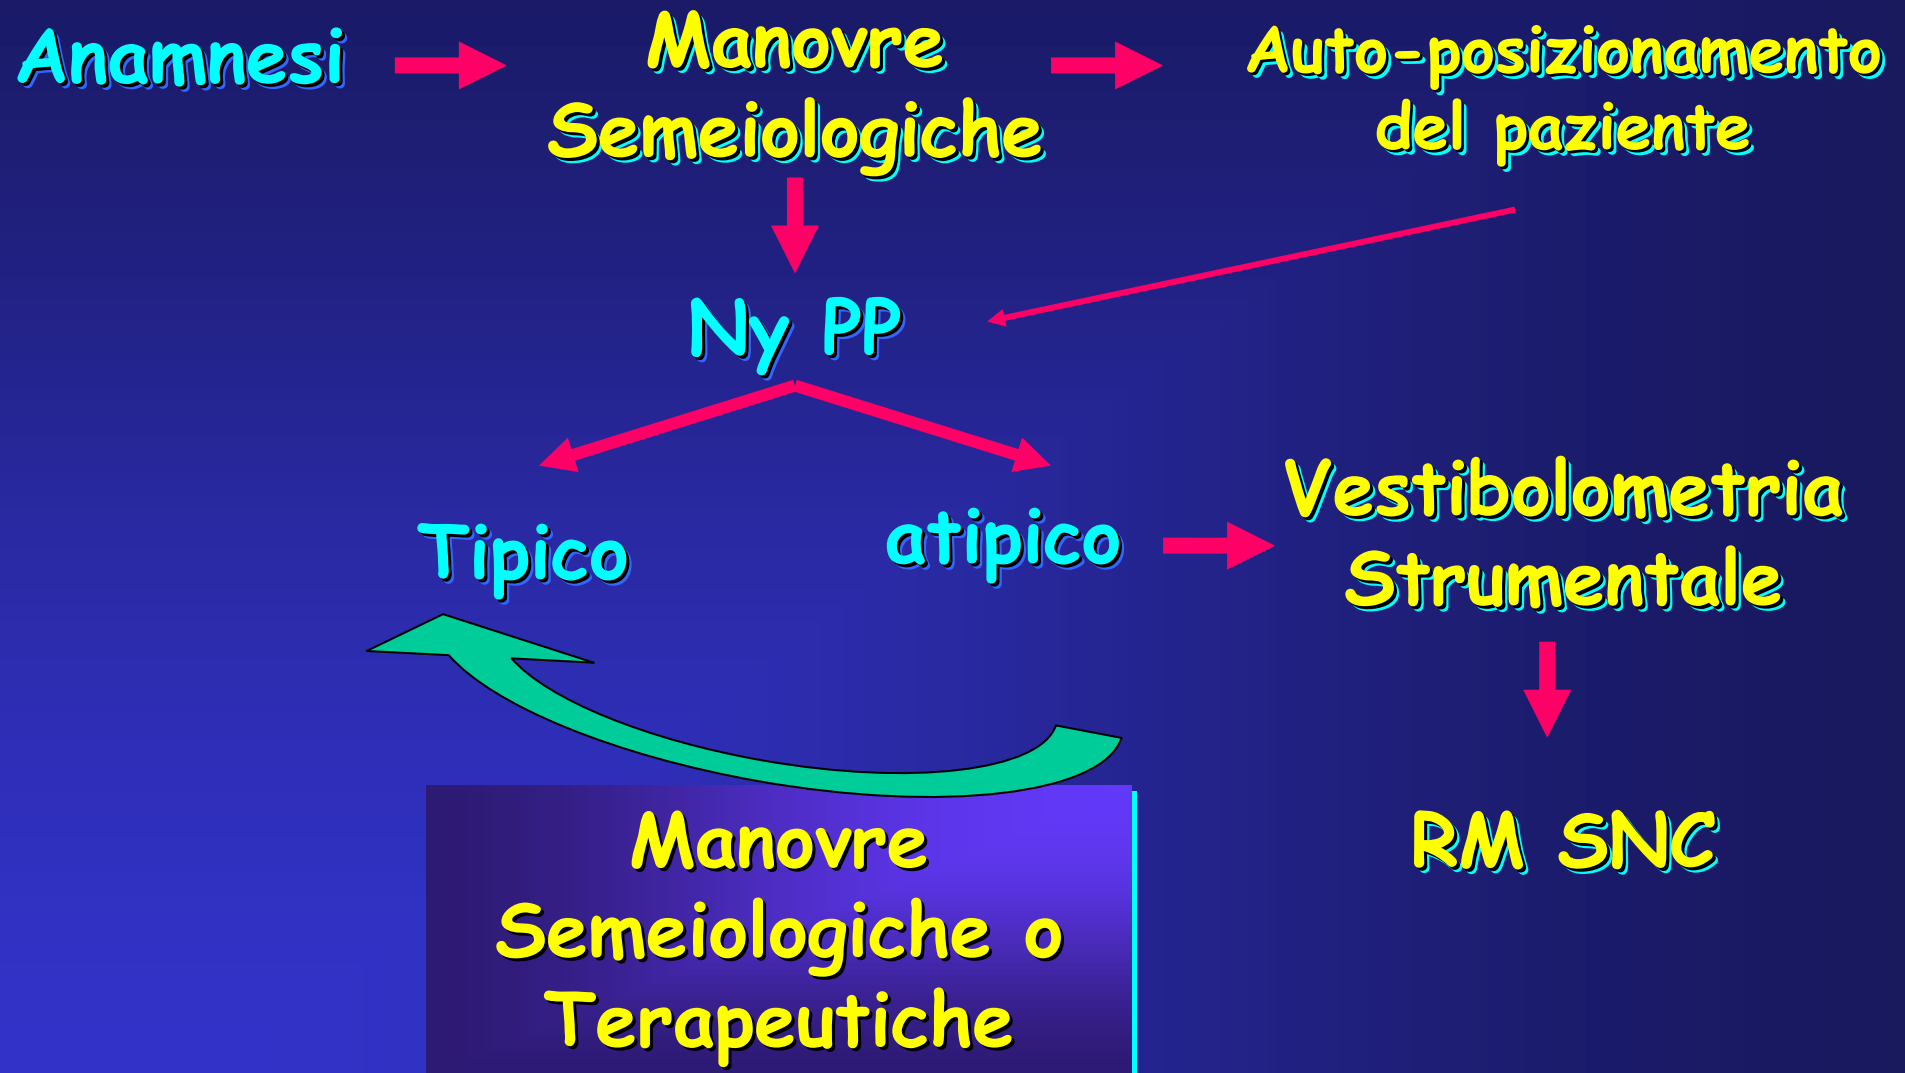 Anamnesi
Manovre
Semeiologiche
Auto-posizionamento
del paziente
Ny PP
Tipico
atipico
Vestibolometria
Strumentale
RM SNC
Manovre
Semeiologiche o
Terapeutiche